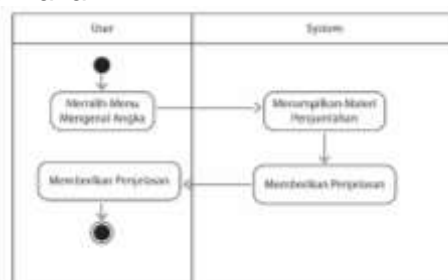 User
System
Memilih Menu
Mengenal Angka
Menampilkan Materi
Penjumlahan
Memberikan Penjelasan
Memberikan Penjelasan